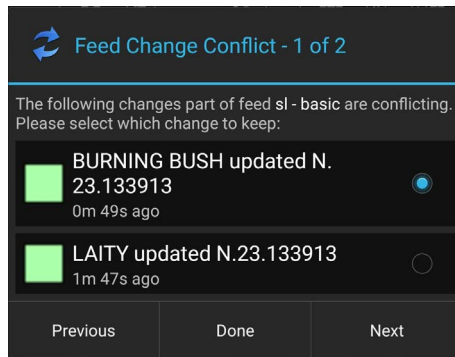 Feed Change Conflict - 1 of 2
The following changes part of feed sl - basic are conflicting.
Please select which change to keep:
BURNING BUSH updated N.
23.133913
0m 49s ago
LAITY updated N.23.133913
1m 47s ago
Previous Done Next